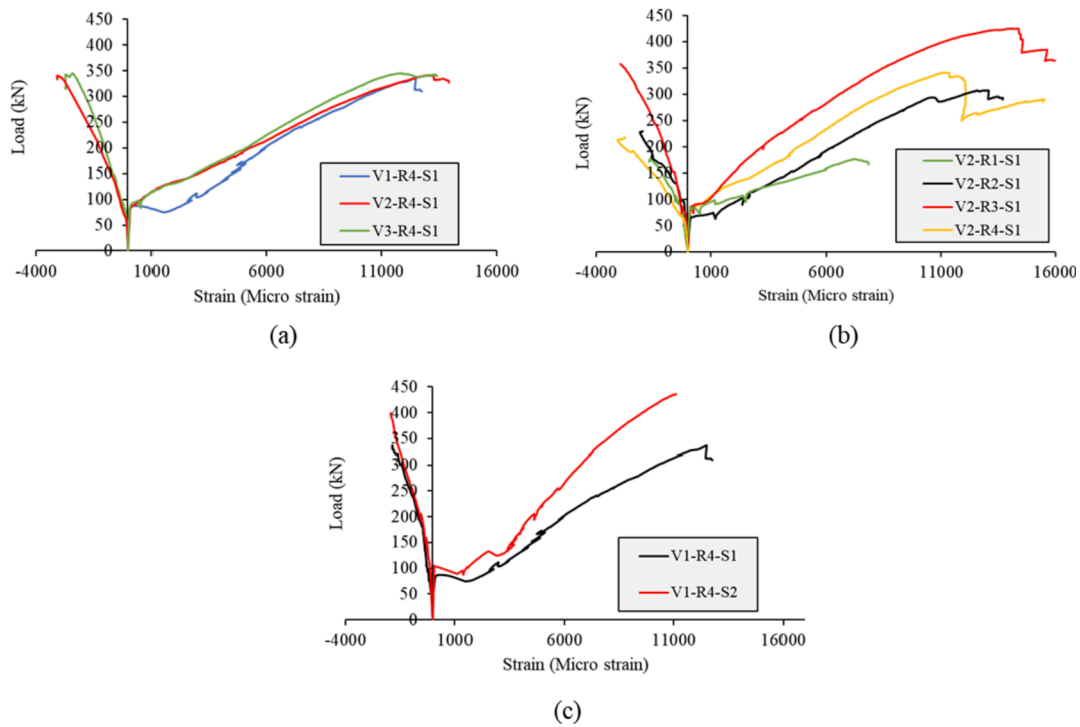 450
400
350
300
250
200
150
100
50
0
Load (kN)
-4000 1000 6000 11000 16000
Strain (Micro strain)
V1-R4-S1
V2-R4-S1
V3-R4-S1
(a)
450
400
350
300
250
200
150
100
50
0
Load (kN)
-4000 1000 6000 11000 16000
Strain (Micro strain)
V2-R1-S1
V2-R2-S1
V2-R3-S1
V2-R4-S1
(b)
450
400
350
300
250
200
150
100
50
0
Load (kN)
-4000 1000 6000 11000 16000
Strain (Micro strain)
V1-R4-S1
V1-R4-S2
(c)